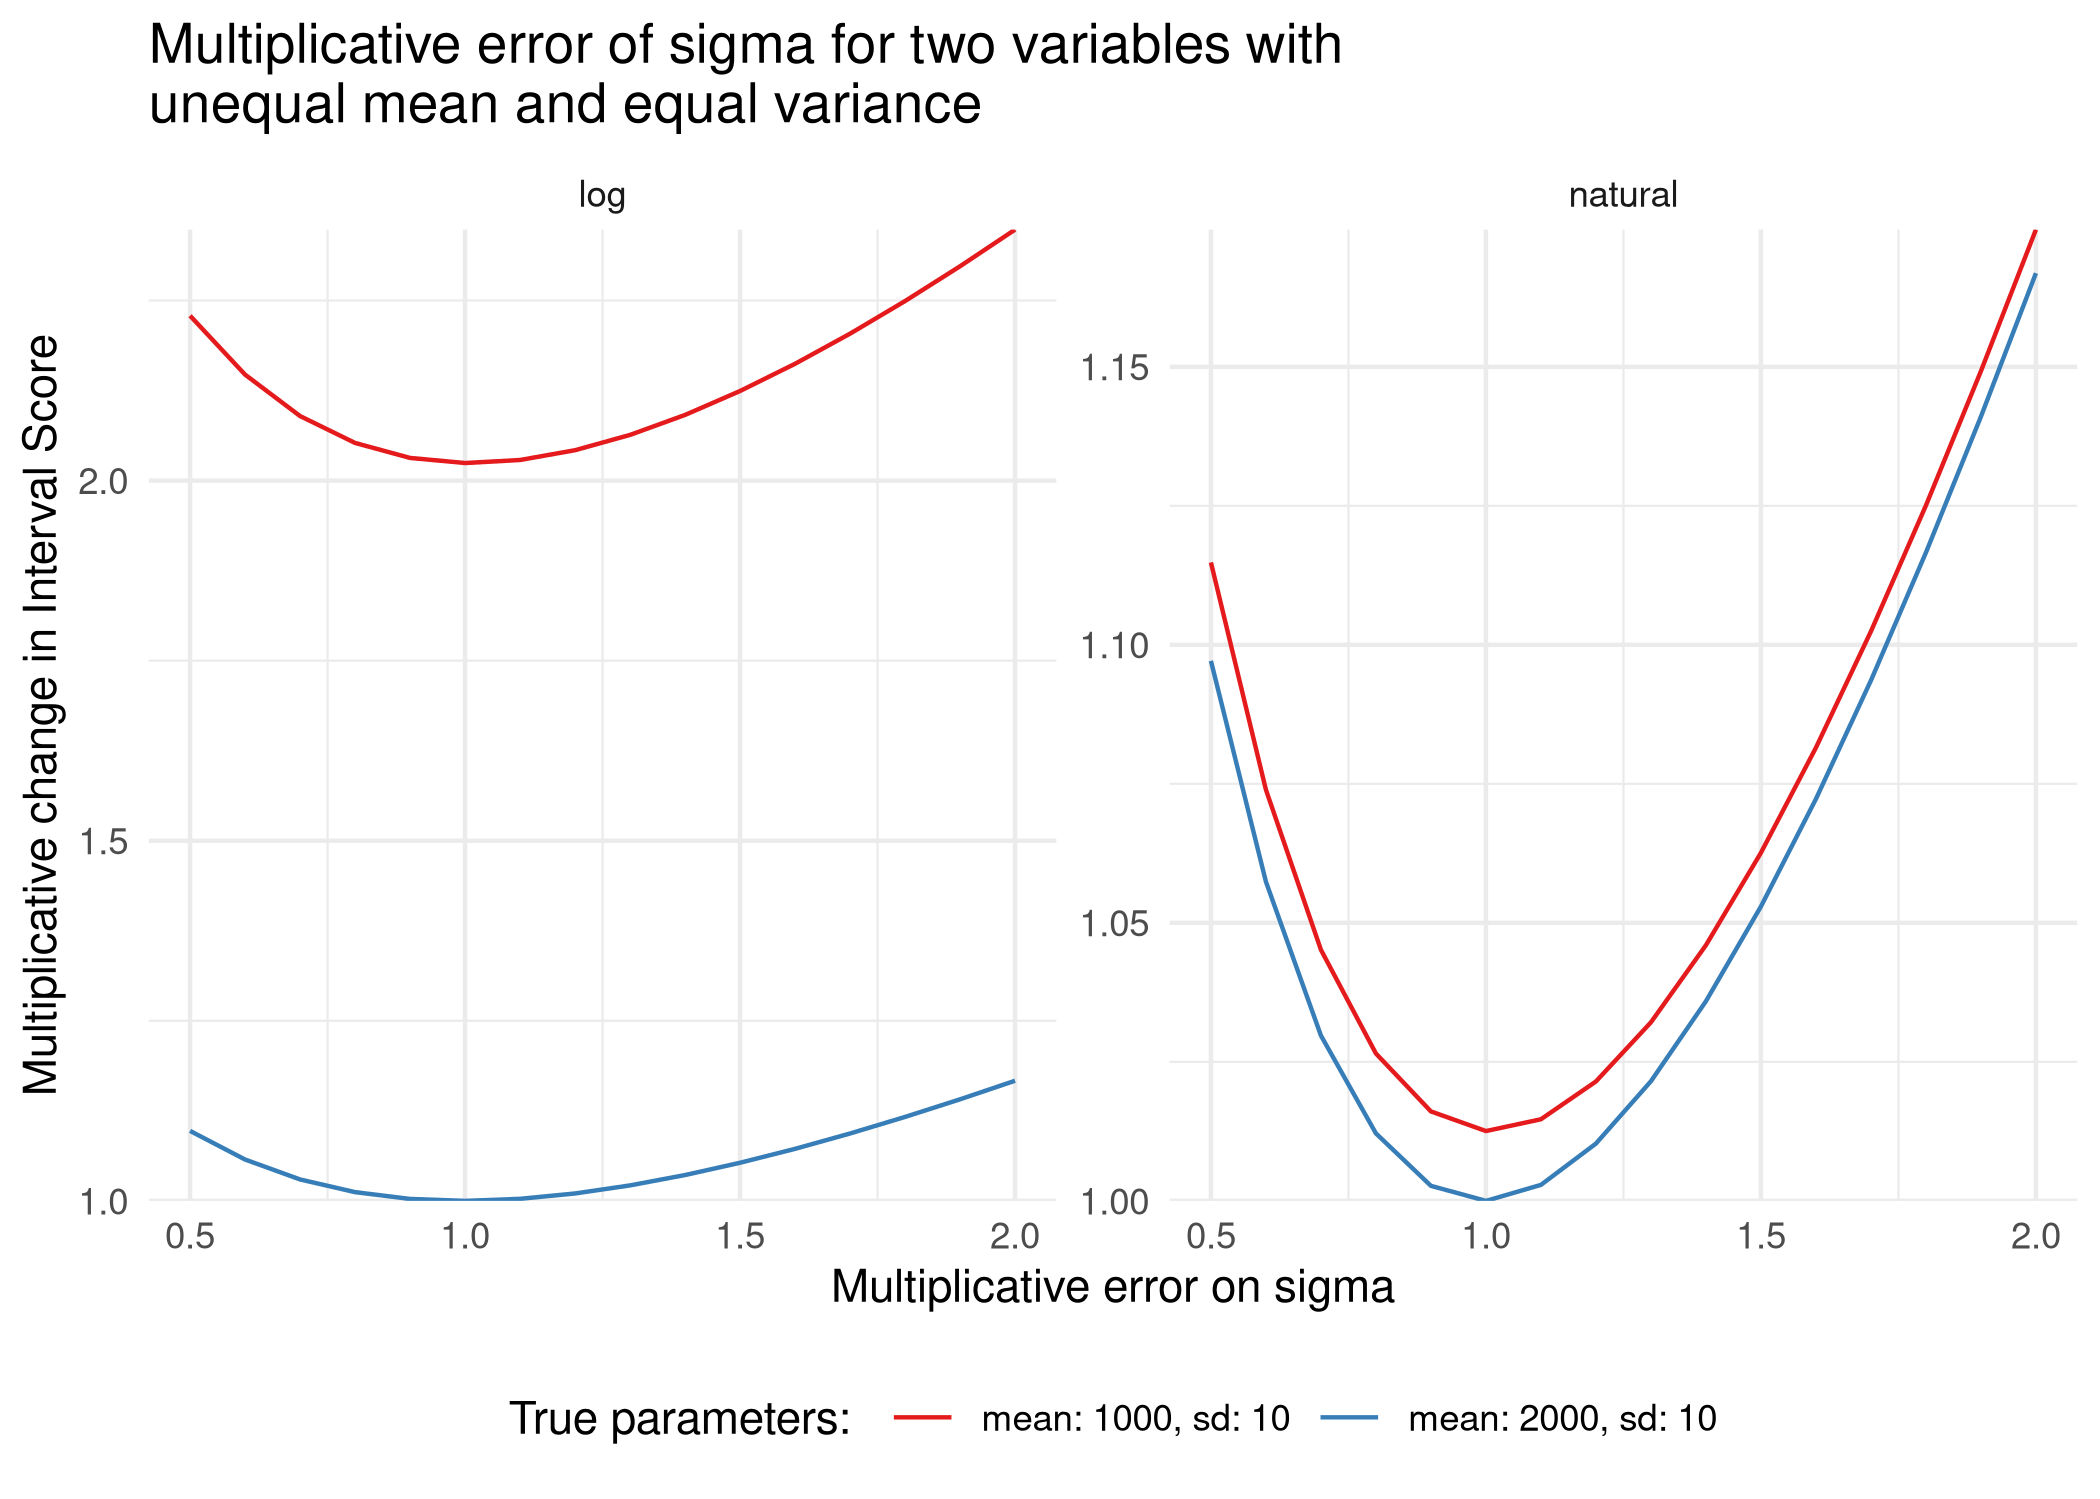 Multiplicative error of sigma for two variables with
unequal mean and equal variance
log
natural
Multiplicative change in Interval Score
2.0
1.5
1.0
1.15
1.10
1.05
1.00
0.5 1.0 1.5 2.0
0.5 1.0 1.5 2.0
Multiplicative error on sigma
True parameters: mean: 1000, sd: 10 mean: 2000, sd: 10